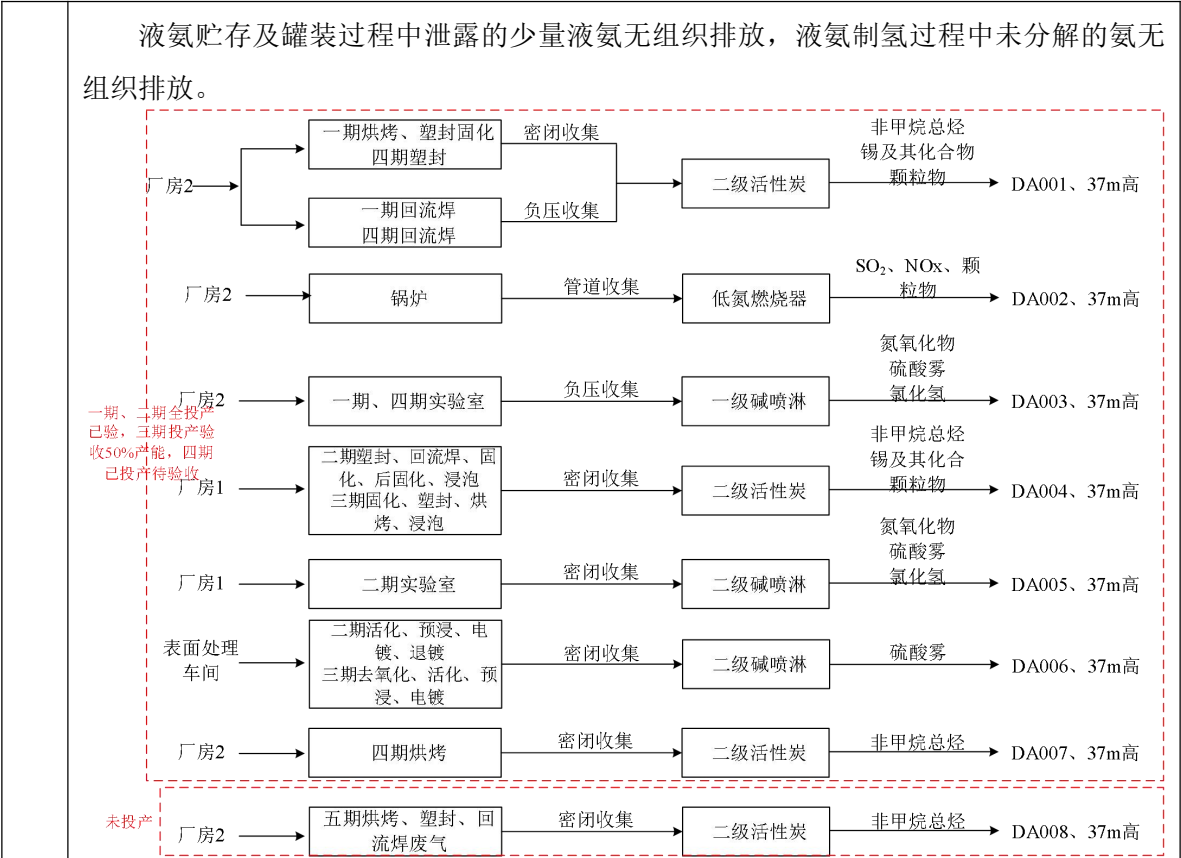 液氨贮存及罐装过程中泄露的少量液氨无组织排放，液氨制氢过程中未分解的氨无
组织排放。
厂房2
一期烘烤、塑封固化
四期塑封
密闭收集
一期回流焊
四期回流焊
负压收集
二级活性炭
非甲烷总烃
锡及其化合物
颗粒物
DA001、37m高
厂房2
锅炉
管道收集
低氮燃烧器
SO₂、NOx、颗
粒物
DA002、37m高
厂房2
一期、四期实验室
负压收集
一级碱喷淋
氮氧化物
硫酸雾
氯化氢
DA003、37m高
一期、二期全投产
已验，三期投产验
收50%产能，四期
已投产待验收
厂房1
二期塑封、回流焊、固
化、后固化、浸泡
三期固化、塑封、烘
烤、浸泡
密闭收集
二级活性炭
非甲烷总烃
锡及其化合
颗粒物
DA004、37m高
厂房1
二期实验室
密闭收集
二级碱喷淋
氮氧化物
硫酸雾
氯化氢
DA005、37m高
表面处理
车间
二期活化、预浸、电
镀、退镀
三期去氧化、活化、预
浸、电镀
密闭收集
二级碱喷淋
硫酸雾
DA006、37m高
厂房2
四期烘烤
密闭收集
二级活性炭
非甲烷总烃
DA007、37m高
未投产
厂房2
五期烘烤、塑封、回
流焊废气
密闭收集
二级活性炭
非甲烷总烃
DA008、37m高